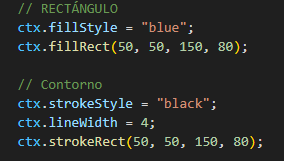 // RECTÁNGULO
ctx.fillStyle = "blue";
ctx.fillRect(50, 50, 150, 80);
// Contorno
ctx.strokeStyle = "black";
ctx.lineWidth = 4;
ctx.strokeRect(50, 50, 150, 80);